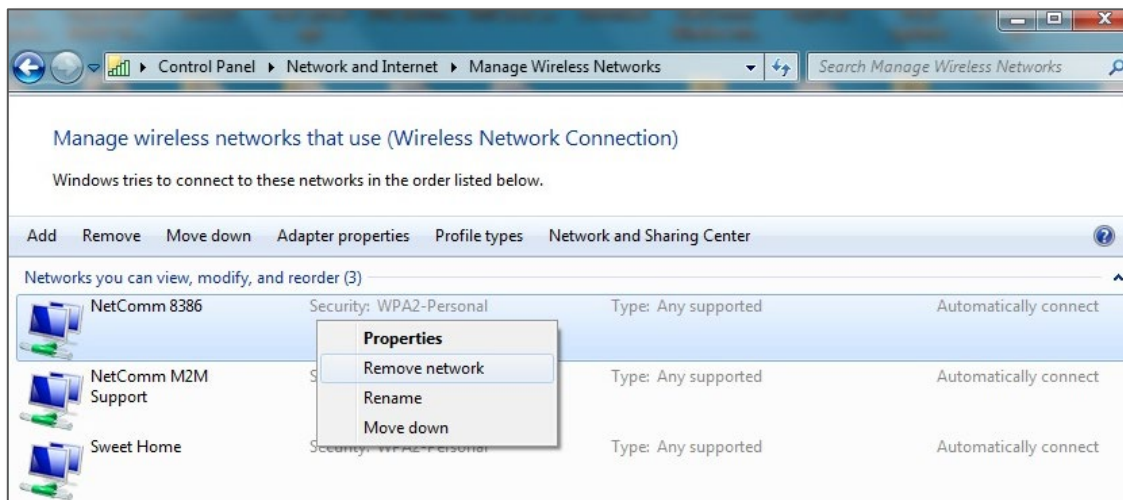 Control Panel Network and Internet Manage Wireless Networks Search Manage Wireless Networks
Manage wireless networks that use (Wireless Network Connection)
Windows tries to connect to these networks in the order listed below.
Add Remove Move down Adapter properties Profile types Network and Sharing Center
Networks you can view, modify, and reorder (3)
NetComm 8386 Security: WPA2-Personal Type: Any supported Automatically connect
Properties
Remove network
NetComm M2M Type: Any supported Automatically connect
Support
Rename
Move down
Sweet Home Security: WPA2-Personal Type: Any supported Automatically connect